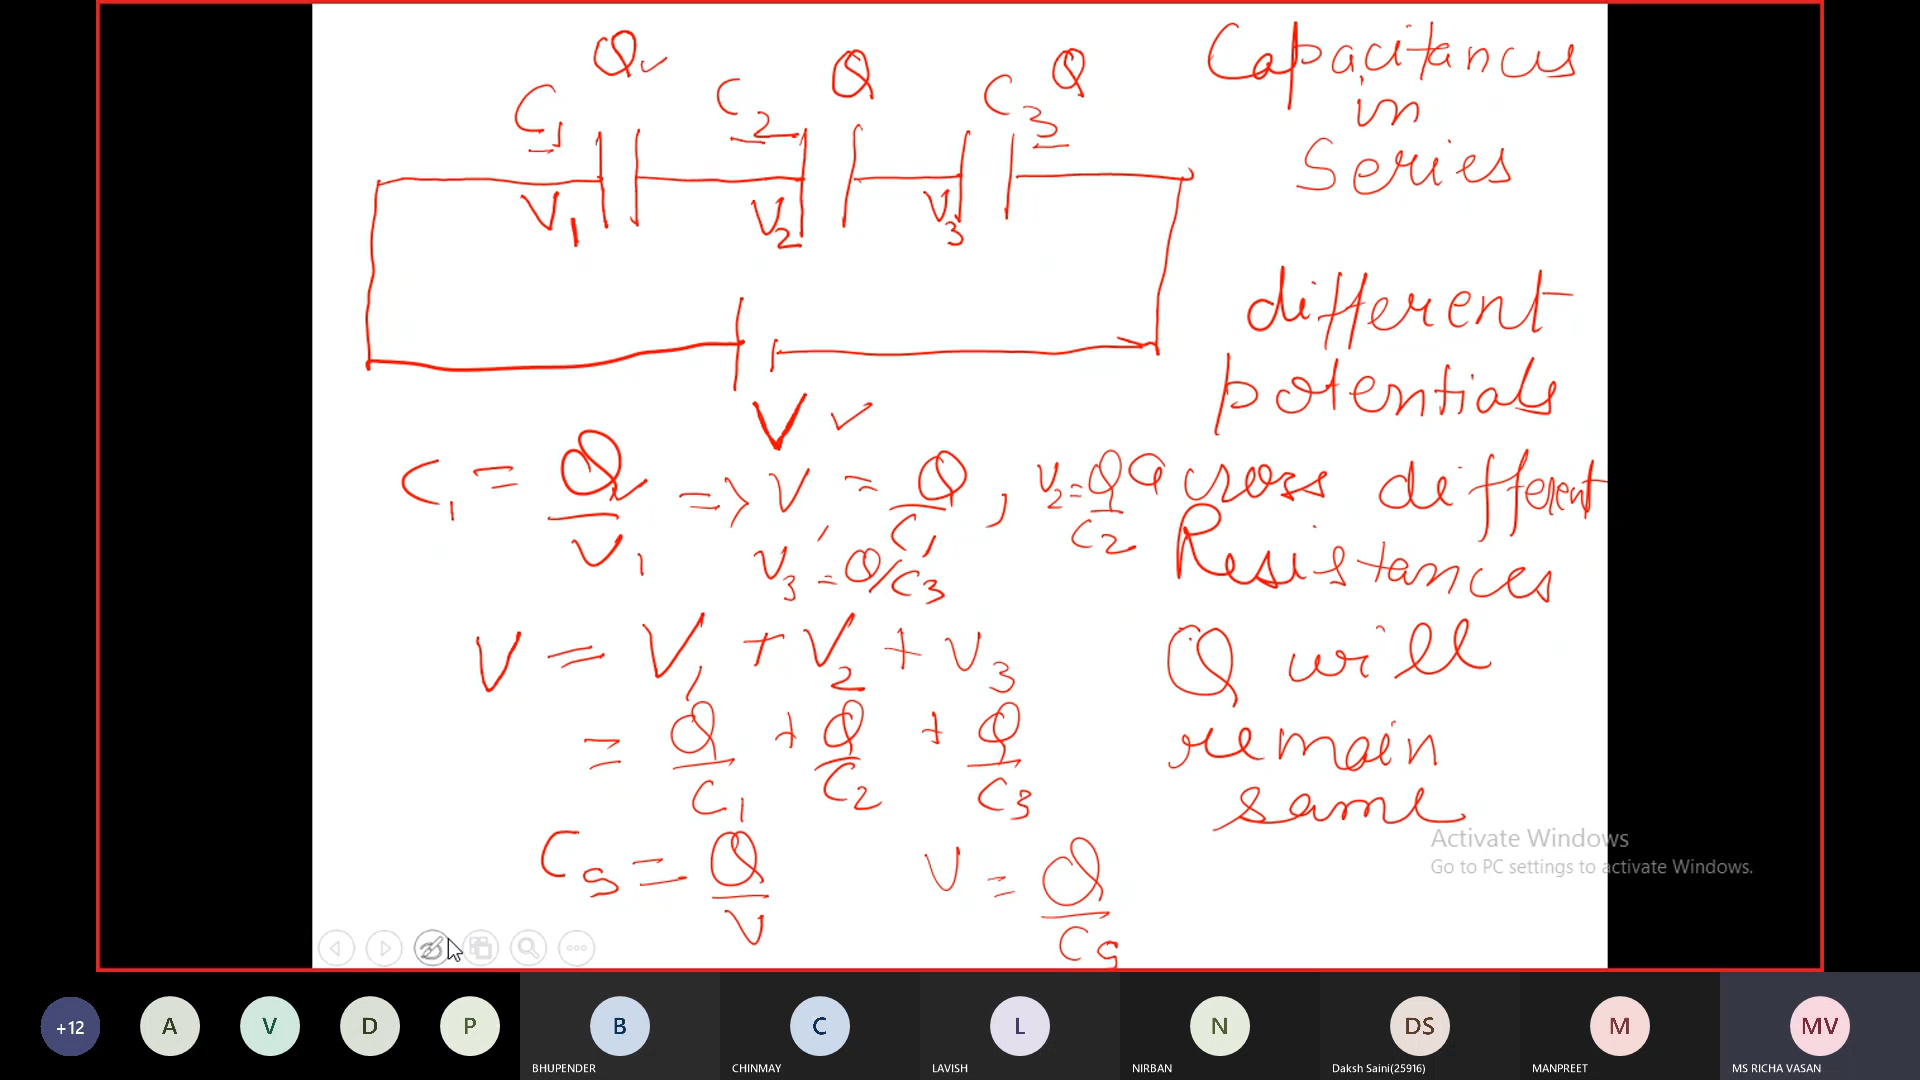 Q
C1
C2
Q
C3
Q
V1
V2
V3
V ✓
Capacitances
in
Series
different
potentials
across different
Resistances
Q will
remain
same
C1 = Q/V1 => V1 = Q/C1, V2 = Q/C2
V3 = Q/C3
V = V1 + V2 + V3
= Q/C1 + Q/C2 + Q/C3
Cs = Q/V V = Q/Cs
Activate Windows
Go to PC settings to activate Windows.
+12
A
V
D
P
B
BHUPENDER
C
CHINMAY
L
LAVISH
N
NIRBAN
DS
Daksh Saini(25916)
M
MANPREET
MV
MS RICHA VASAN